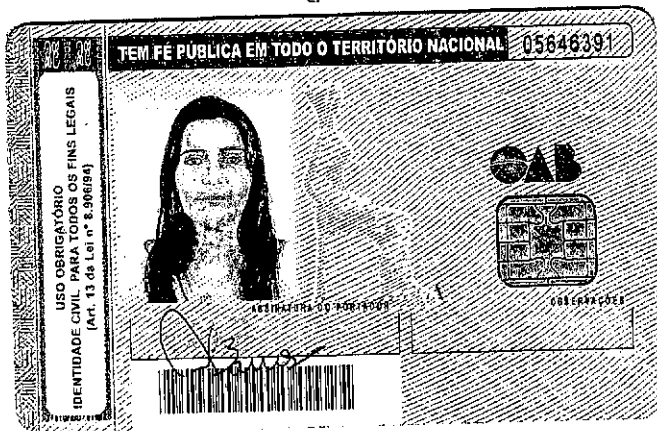 TEM FÉ PÚBLICA EM TODO O TERRITÓRIO NACIONAL 05646391
USO OBRIGATÓRIO
IDENTIDADE CIVIL PARA TODOS OS FINS LEGAIS
(Art. 13 da Lei nº 8.906/94)
OAB
ASSINATURA DO PORTADOR
OBSERVAÇÕES